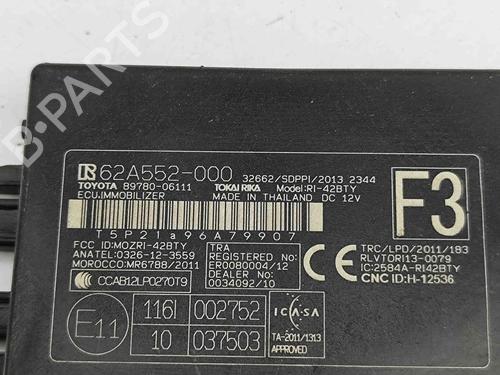 62A552-000 32662/SDPPI/2013 2344
TOYOTA 89780-06111 TOKAI RIKA Model:RI-42BTY
ECU,IMMOBILIZER MADE IN THAILAND DC 12V
F3
T5P21a96A79907
FCC ID:MOZRI-42BTY
ANATEL:0326-12-3559
MOROCCO:MR6788/2011
TRA
REGISTERED No:
ER0080004/12
DEALER No:
0034092/10
TRC/LPD/2011/183
RLVTORI13-0079
IC:2584A-RI42BTY
CNC ID:H-12536
CCAB12LP0270T9
E11
116I 002752
10 037503
ICASA
TA-2011/1313
APPROVED
B-PARTS